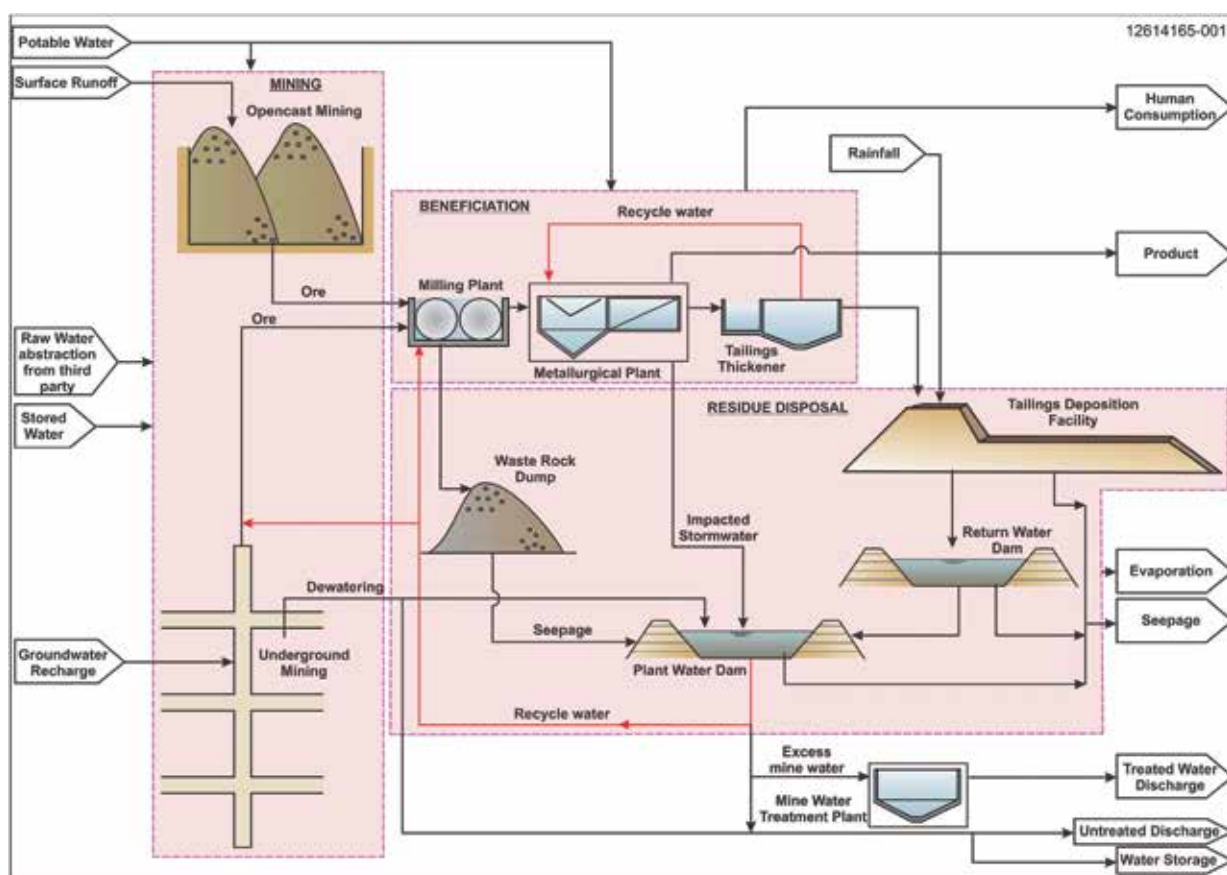 12614165-001
Potable Water
Surface Runoff
MINING
Opencast Mining
Human
Consumption
Rainfall
BENEFICIATION
Recycle water
Product
Milling Plant
Ore
Ore
Raw Water
abstraction
from third
party
Metallurgical Plant
Tailings
Thickener
RESIDUE DISPOSAL
Tailings Deposition
Facility
Stored
Water
Waste Rock
Dump
Impacted
Stormwater
Return Water
Dam
Evaporation
Dewatering
Seepage
Seepage
Groundwater
Recharge
Underground
Mining
Plant Water Dam
Recycle water
Excess
mine water
Treated Water
Discharge
Mine Water
Treatment Plant
Untreated Discharge
Water Storage